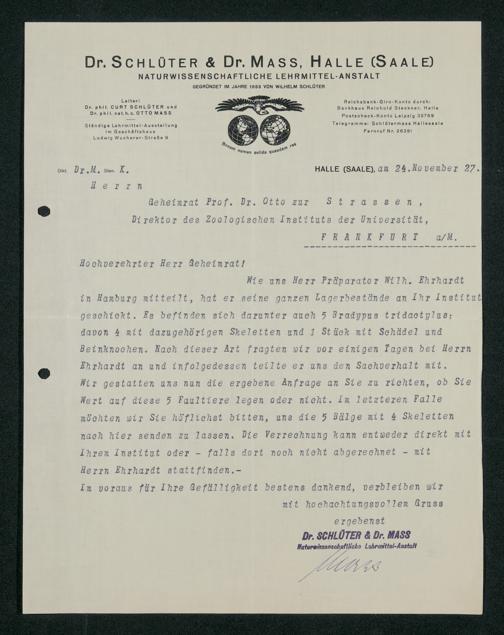 Dr. SCHLÜTER & Dr. MASS, HALLE (SAALE)
NATURWISSENSCHAFTLICHE LEHRMITTEL-ANSTALT
GEGRÜNDET IM JAHRE 1853 VON WILHELM SCHLÜTER
Leiter:
Dr. phil. CURT SCHLÜTER und
Dr. phil. nat. h. c. OTTO MASS
Ständige Lehrmittel-Ausstellung
im Geschäftshaus
Ludwig Wucherer-Straße 9
Reichsbank-Giro-Konto durch:
Bankhaus Reinhold Steckner, Halle
Postscheck-Konto Leipzig
Telegramme: Schlütermass Hallesaale
Fernruf Nr. 26391
Bonum nomen solida quaedam res
Dikt. Dr.M. Sten. K.
HALLE (SAALE), am 24.November 27.
Herrn
Geheimrat Prof. Dr. Otto zur Strassen,
Direktor des Zoologischen Instituts der Universität,
FRANKFURT a/M.
Hochverehrter Herr Geheimrat!
Wie uns Herr Präparator Wilh. Ehrhardt
in Hamburg mitteilt, hat er seine ganzen Lagerbestände an Ihr Institut
geschickt. Es befinden sich darunter auch 5 Bradypus tridactylus:
davon 4 mit dazugehörigen Skeletten und 1 Stück mit Schädel und
Beinknochen. Nach dieser Art fragten wir vor einigen Tagen bei Herrn
Ehrhardt an und infolgedessen teilte er uns den Sachverhalt mit.
Wir gestatten uns nun die ergebene Anfrage an Sie zu richten, ob Sie
Wert auf diese 5 Faultiere legen oder nicht. Im letzteren Falle
möchten wir Sie höflichst bitten, uns die 5 Bälge mit 4 Skeletten
nach hier senden zu lassen. Die Verrechnung kann entweder direkt mit
Ihrem Institut oder - falls dort noch nicht abgerechnet - mit
Herrn Ehrhardt stattfinden.-
Im voraus für Ihre Gefälligkeit bestens dankend, verbleiben wir
mit hochachtungsvollem Gruss
ergebenst
Dr. SCHLÜTER & Dr. MASS
Naturwissenschaftliche Lehrmittel-Anstalt
Mass